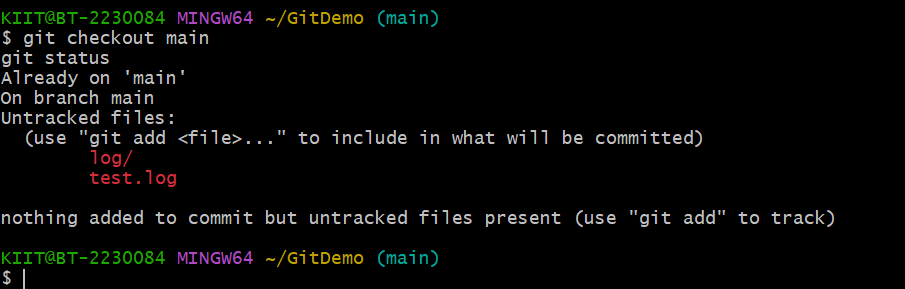 KIIT@BT-2230084 MINGW64 ~/GitDemo (main)
$ git checkout main
git status
Already on 'main'
On branch main
Untracked files:
  (use "git add <file>..." to include in what will be committed)
        log/
        test.log

nothing added to commit but untracked files present (use "git add" to track)

KIIT@BT-2230084 MINGW64 ~/GitDemo (main)
$